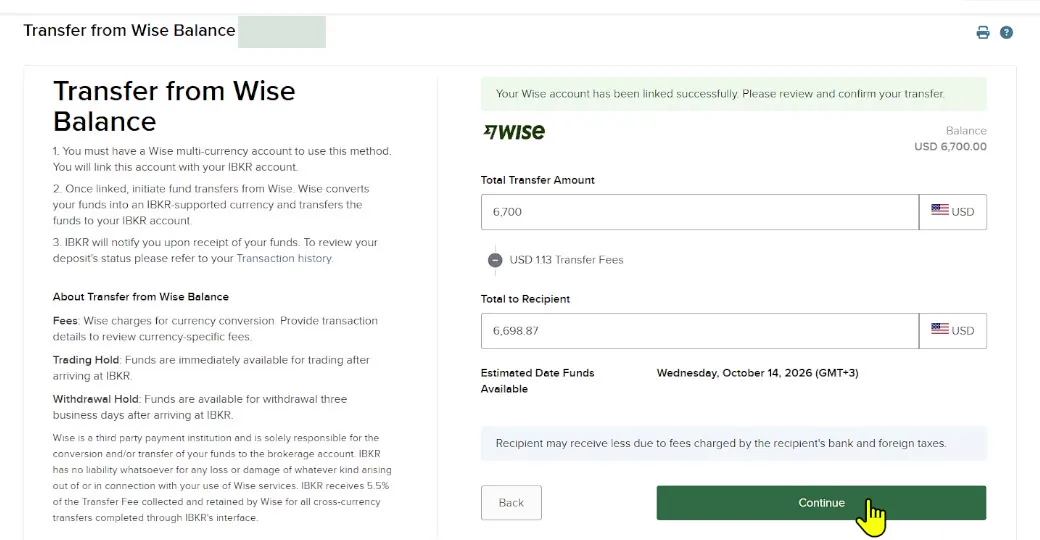 Transfer from Wise Balance
?
Transfer from Wise
Balance
1. You must have a Wise multi-currency account to use this method.
You will link this account with your IBKR account.
2. Once linked, initiate fund transfers from Wise. Wise converts
your funds into an IBKR-supported currency and transfers the
funds to your IBKR account.
3. IBKR will notify you upon receipt of your funds. To review your
deposit's status please refer to your Transaction history.
About Transfer from Wise Balance
Fees: Wise charges for currency conversion. Provide transaction
details to review currency-specific fees.
Trading Hold: Funds are immediately available for trading after
arriving at IBKR.
Withdrawal Hold: Funds are available for withdrawal three
business days after arriving at IBKR.
Wise is a third party payment institution and is solely responsible for the
conversion and/or transfer of your funds to the brokerage account. IBKR
has no liability whatsoever for any loss or damage of whatever kind arising
out of or in connection with your use of Wise services. IBKR receives 5.5%
of the Transfer Fee collected and retained by Wise for all cross-currency
transfers completed through IBKR's interface.
Your Wise account has been linked successfully. Please review and confirm your transfer.
WISE
Balance
USD 6,700.00
Total Transfer Amount
6,700
USD
USD 1.13 Transfer Fees
Total to Recipient
6,698.87
USD
Estimated Date Funds
Available
Wednesday, October 14, 2026 (GMT+3)
Recipient may receive less due to fees charged by the recipient's bank and foreign taxes.
Back
Continue